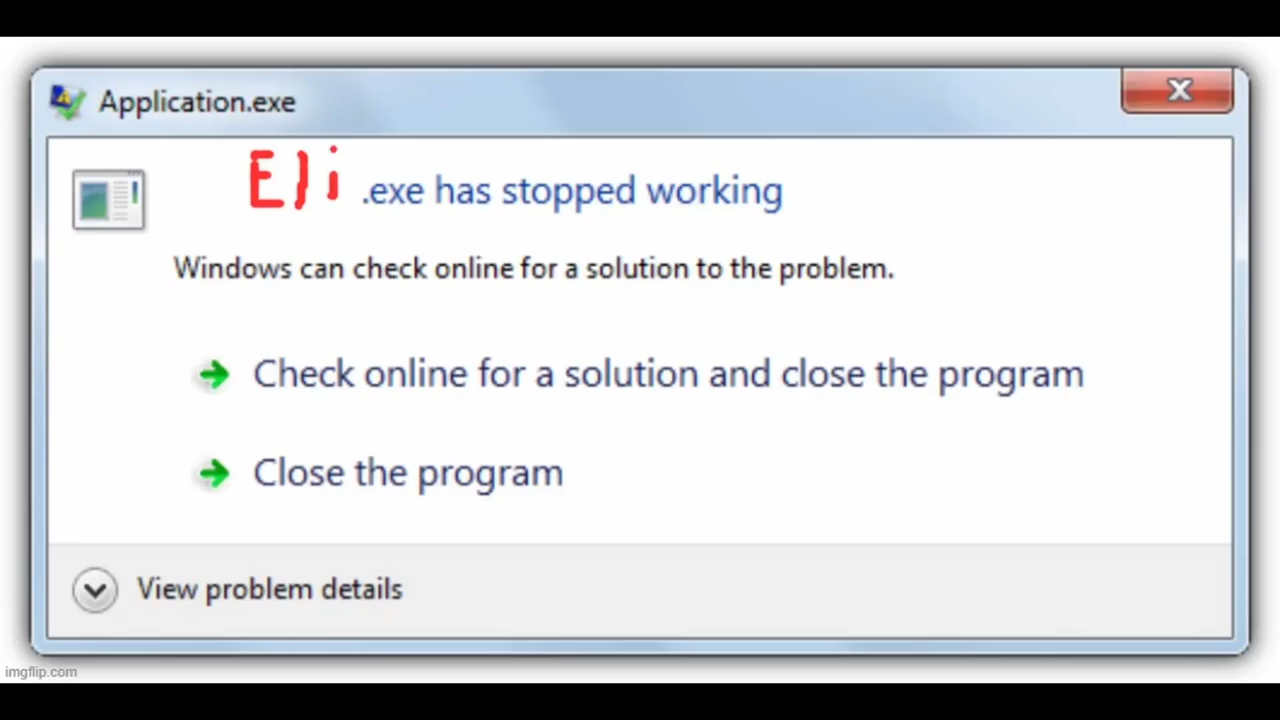 Application.exe
Eli .exe has stopped working
Windows can check online for a solution to the problem.
Check online for a solution and close the program
Close the program
View problem details
imgflip.com